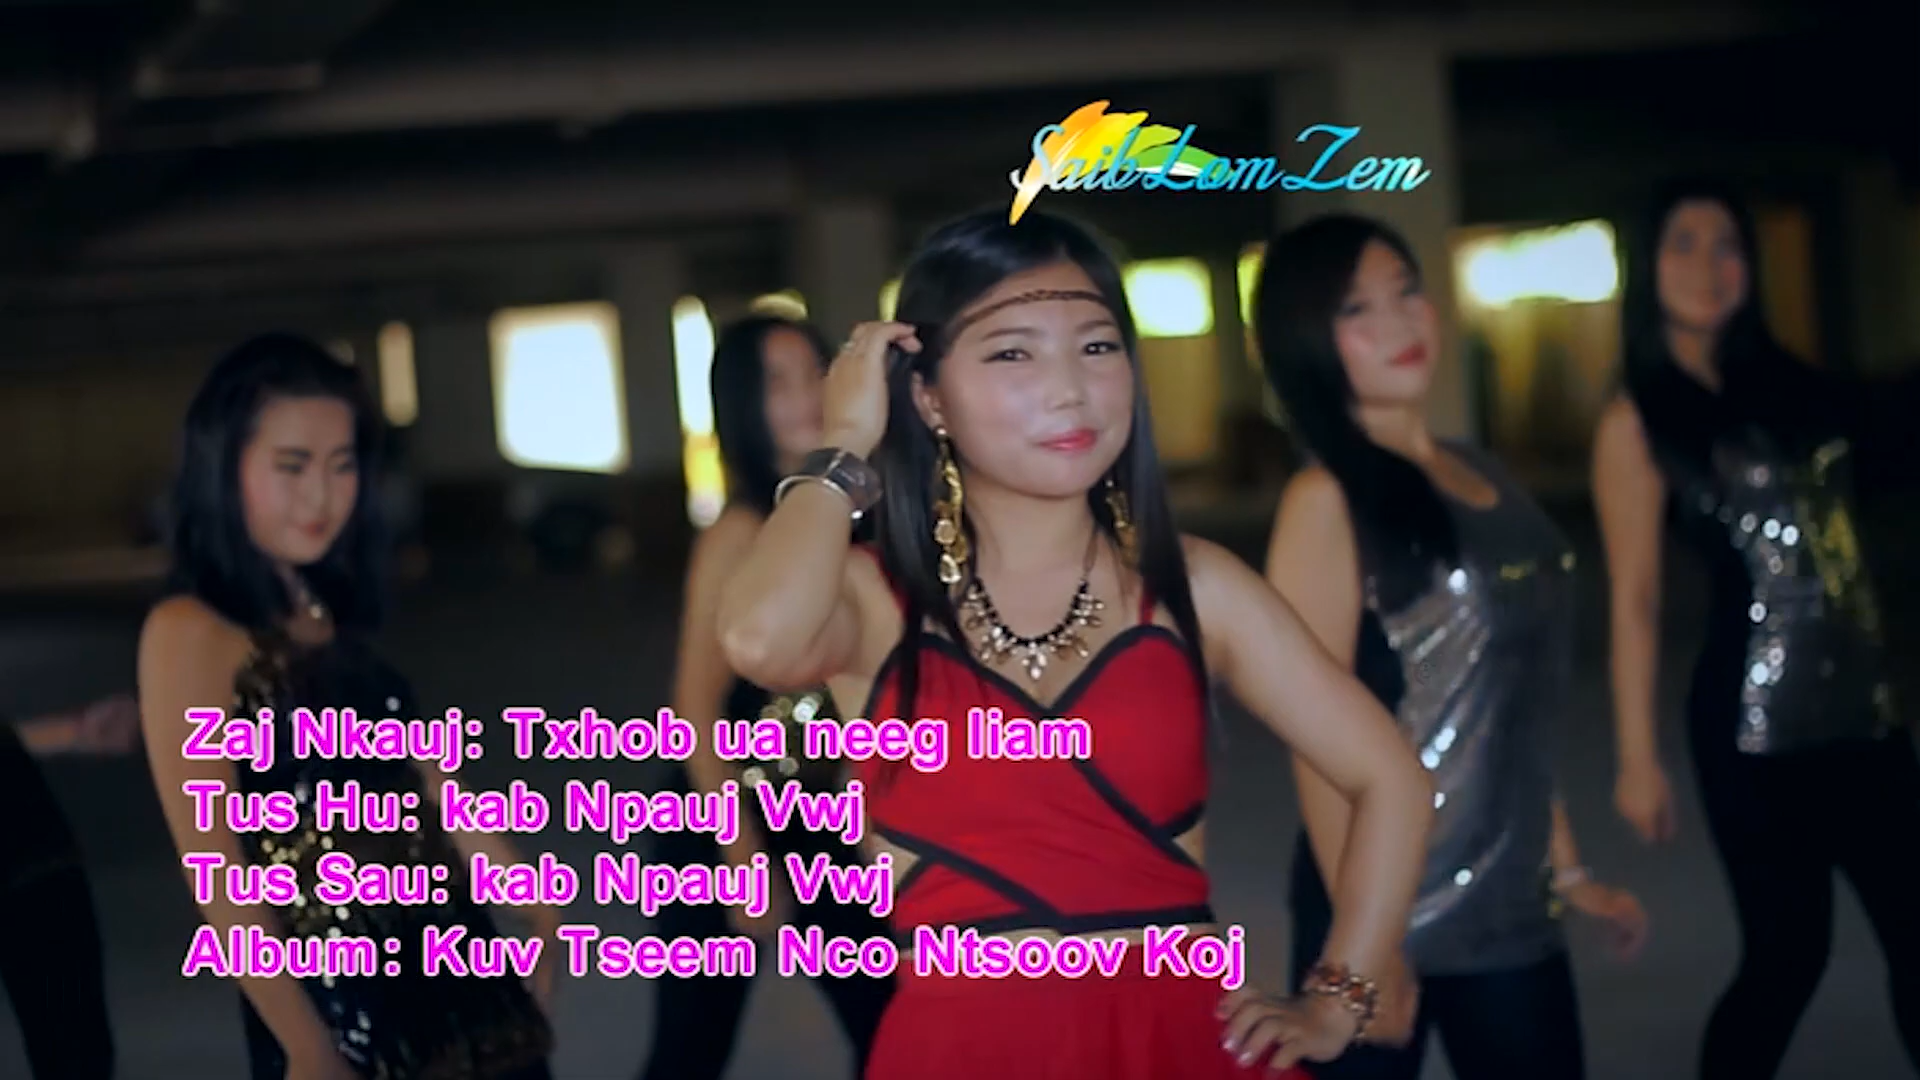 Saib Lom Zem
Zaj Nkauj: Txhob ua neeg liam
Tus Hu: kab Npauj Vwj
Tus Sau: kab Npauj Vwj
Album: Kuv Tseem Nco Ntsoov Koj